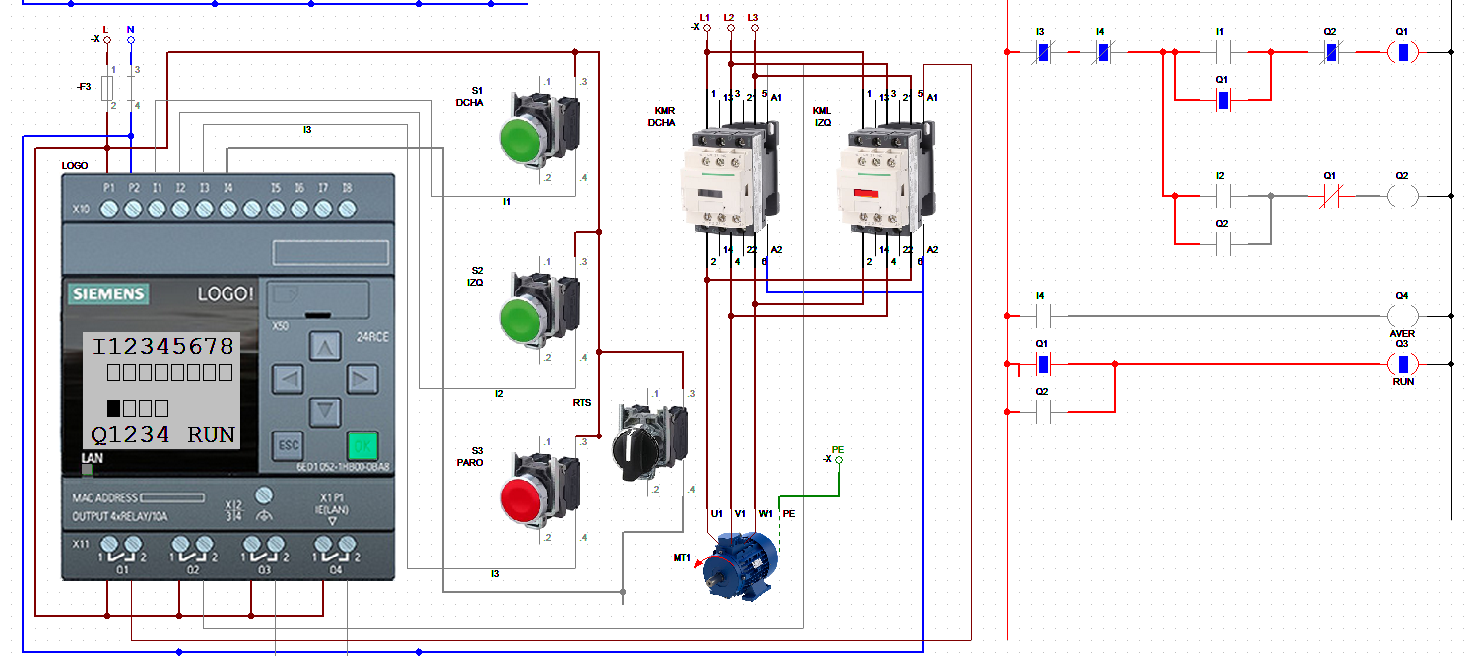 L N
-X
1 3
-F3
2 4
LOGO
P1 P2 I1 I2 I3 I4 I5 I6 I7 I8
X10
SIEMENS LOGO!
X50
24RCE
I12345678
Q1234 RUN
ESC OK
LAN
6ED1 052-1HB00-0BA8
MAC ADDRESS
OUTPUT 4xRELAY/10A
X12
3|4
X1 P1
IE(LAN)
X11
1 2 1 2 1 2 1 2
Q1 Q2 Q3 Q4
I3
I1
I2
I3
S1
DCHA
.1 .3
.2 .4
S2
IZQ
.1 .3
.2 .4
S3
PARO
.1 .3
.2 .4
RTS
.1 .3
.2 .4
L1 L2 L3
-X
KMR
DCHA
1 13 3 21 5 A1
2 14 4 22 6 A2
KML
IZQ
1 13 3 21 5 A1
2 14 4 22 6 A2
PE
-X
U1 V1 W1 PE
MT1
I3 I4 I1 Q2 Q1
Q1
I2 Q1 Q2
Q2
I4 Q4
AVER
Q1 Q3
RUN
Q2